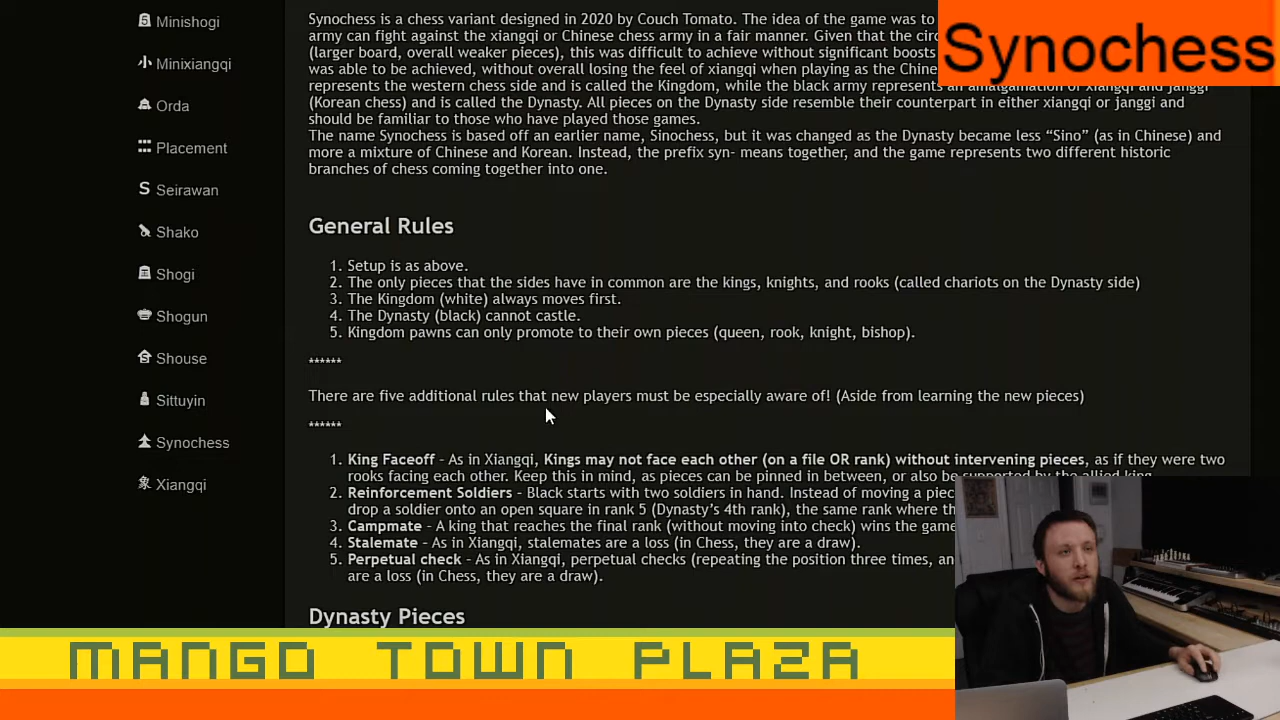 Minishogi
Minixiangqi
Orda
Placement
Seirawan
Shako
Shogi
Shogun
Shouse
Sittuyin
Synochess
Xiangqi
Synochess is a chess variant designed in 2020 by Couch Tomato. The idea of the game was to
army can fight against the xiangqi or Chinese chess army in a fair manner. Given that the circ
(larger board, overall weaker pieces), this was difficult to achieve without significant boosts
was able to be achieved, without overall losing the feel of xiangqi when playing as the Chine
represents the western chess side and is called the Kingdom, while the black army represents an amalgamation of xiangqi and janggi
(Korean chess) and is called the Dynasty. All pieces on the Dynasty side resemble their counterpart in either xiangqi or janggi and
should be familiar to those who have played those games.
The name Synochess is based off an earlier name, Sinochess, but it was changed as the Dynasty became less “Sino” (as in Chinese) and
more a mixture of Chinese and Korean. Instead, the prefix syn- means together, and the game represents two different historic
branches of chess coming together into one.
General Rules
1. Setup is as above.
2. The only pieces that the sides have in common are the kings, knights, and rooks (called chariots on the Dynasty side)
3. The Kingdom (white) always moves first.
4. The Dynasty (black) cannot castle.
5. Kingdom pawns can only promote to their own pieces (queen, rook, knight, bishop).
******
There are five additional rules that new players must be especially aware of! (Aside from learning the new pieces)
******
1. King Faceoff – As in Xiangqi, Kings may not face each other (on a file OR rank) without intervening pieces, as if they were two
rooks facing each other. Keep this in mind, as pieces can be pinned in between, or also be supported by the allied king.
2. Reinforcement Soldiers – Black starts with two soldiers in hand. Instead of moving a piec
drop a soldier onto an open square in rank 5 (Dynasty's 4th rank), the same rank where th
3. Campmate – A king that reaches the final rank (without moving into check) wins the game
4. Stalemate – As in Xiangqi, stalemates are a loss (in Chess, they are a draw).
5. Perpetual check – As in Xiangqi, perpetual checks (repeating the position three times, an
are a loss (in Chess, they are a draw).
Dynasty Pieces
Synochess
MANGO TOWN PLAZA